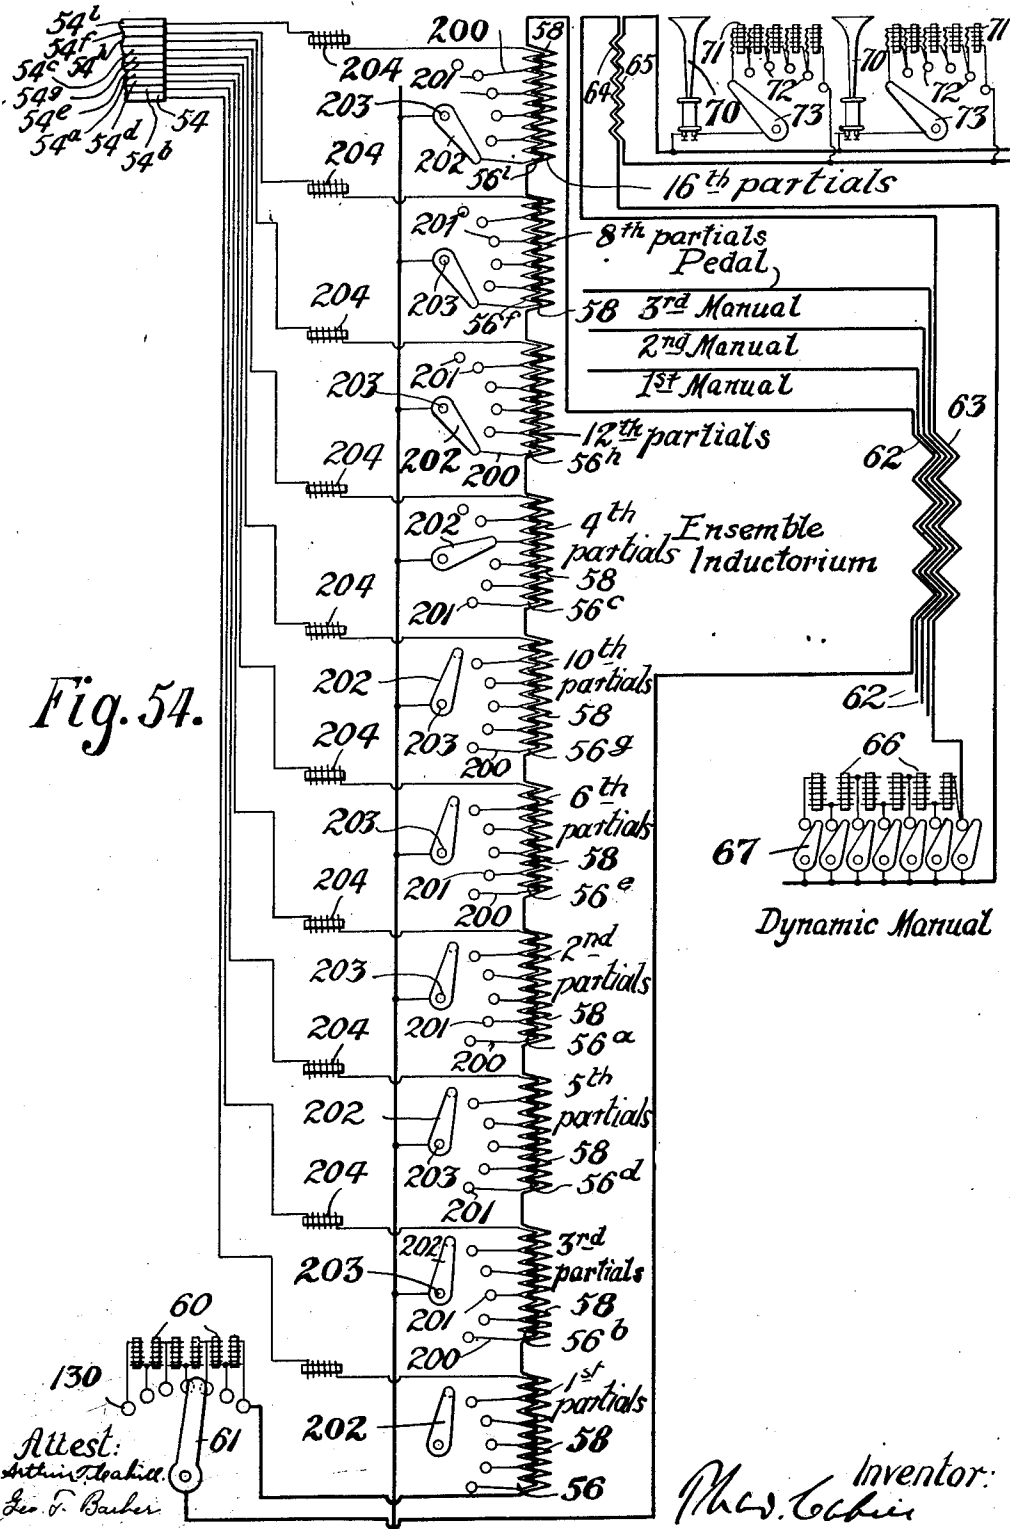 54l
54f
54h
54c
54g
54e
54a
54d
54b
54
204
200
201
203
202
56l
58
64
65
71
70
72
73
71
70
72
73
16th partials
204
201
203
56f
58
8th partials
Pedal
3rd Manual
2nd Manual
1st Manual
204
201
203
202
200
12th partials
56h
62
63
204
202
201
4th
partials
58
56c
Ensemble
Inductorium
204
202
203
200
10th
partials
58
56g
62
Fig. 54.
204
203
201
200
6th
partials
58
56e
66
67
Dynamic Manual
204
203
201
200
2nd
partials
58
56a
204
202
203
201
5th
partials
58
56d
204
202
203
201
200
3rd
partials
58
56b
60
130
61
202
1st
partials
58
56
Attest:
Geo. T. Barber
Inventor:
Thad. Cahill